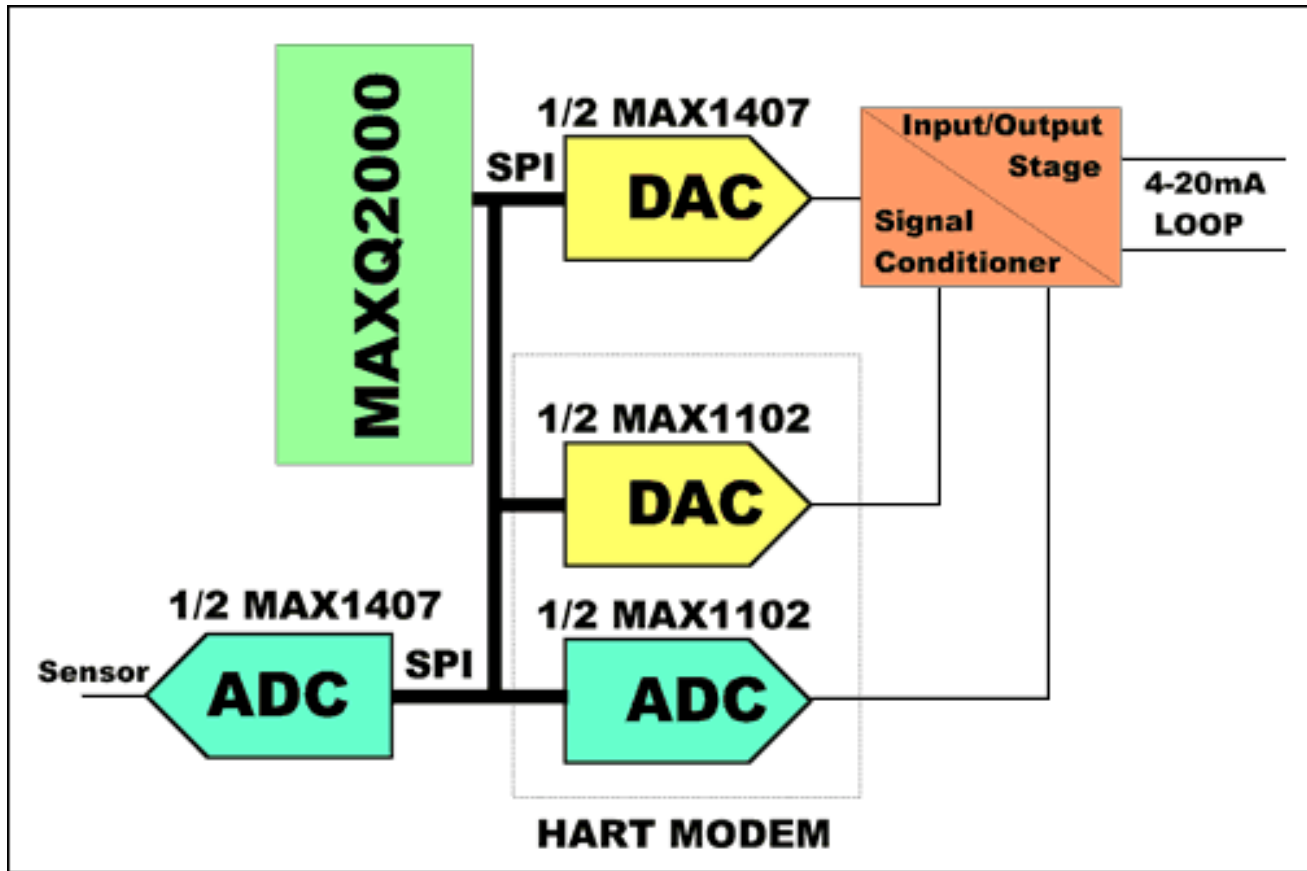 MAXQ2000
1/2 MAX1407
SPI
DAC
Input/Output
Stage
Signal
Conditioner
4-20mA
LOOP
1/2 MAX1102
DAC
1/2 MAX1407
Sensor
ADC
SPI
1/2 MAX1102
ADC
HART MODEM